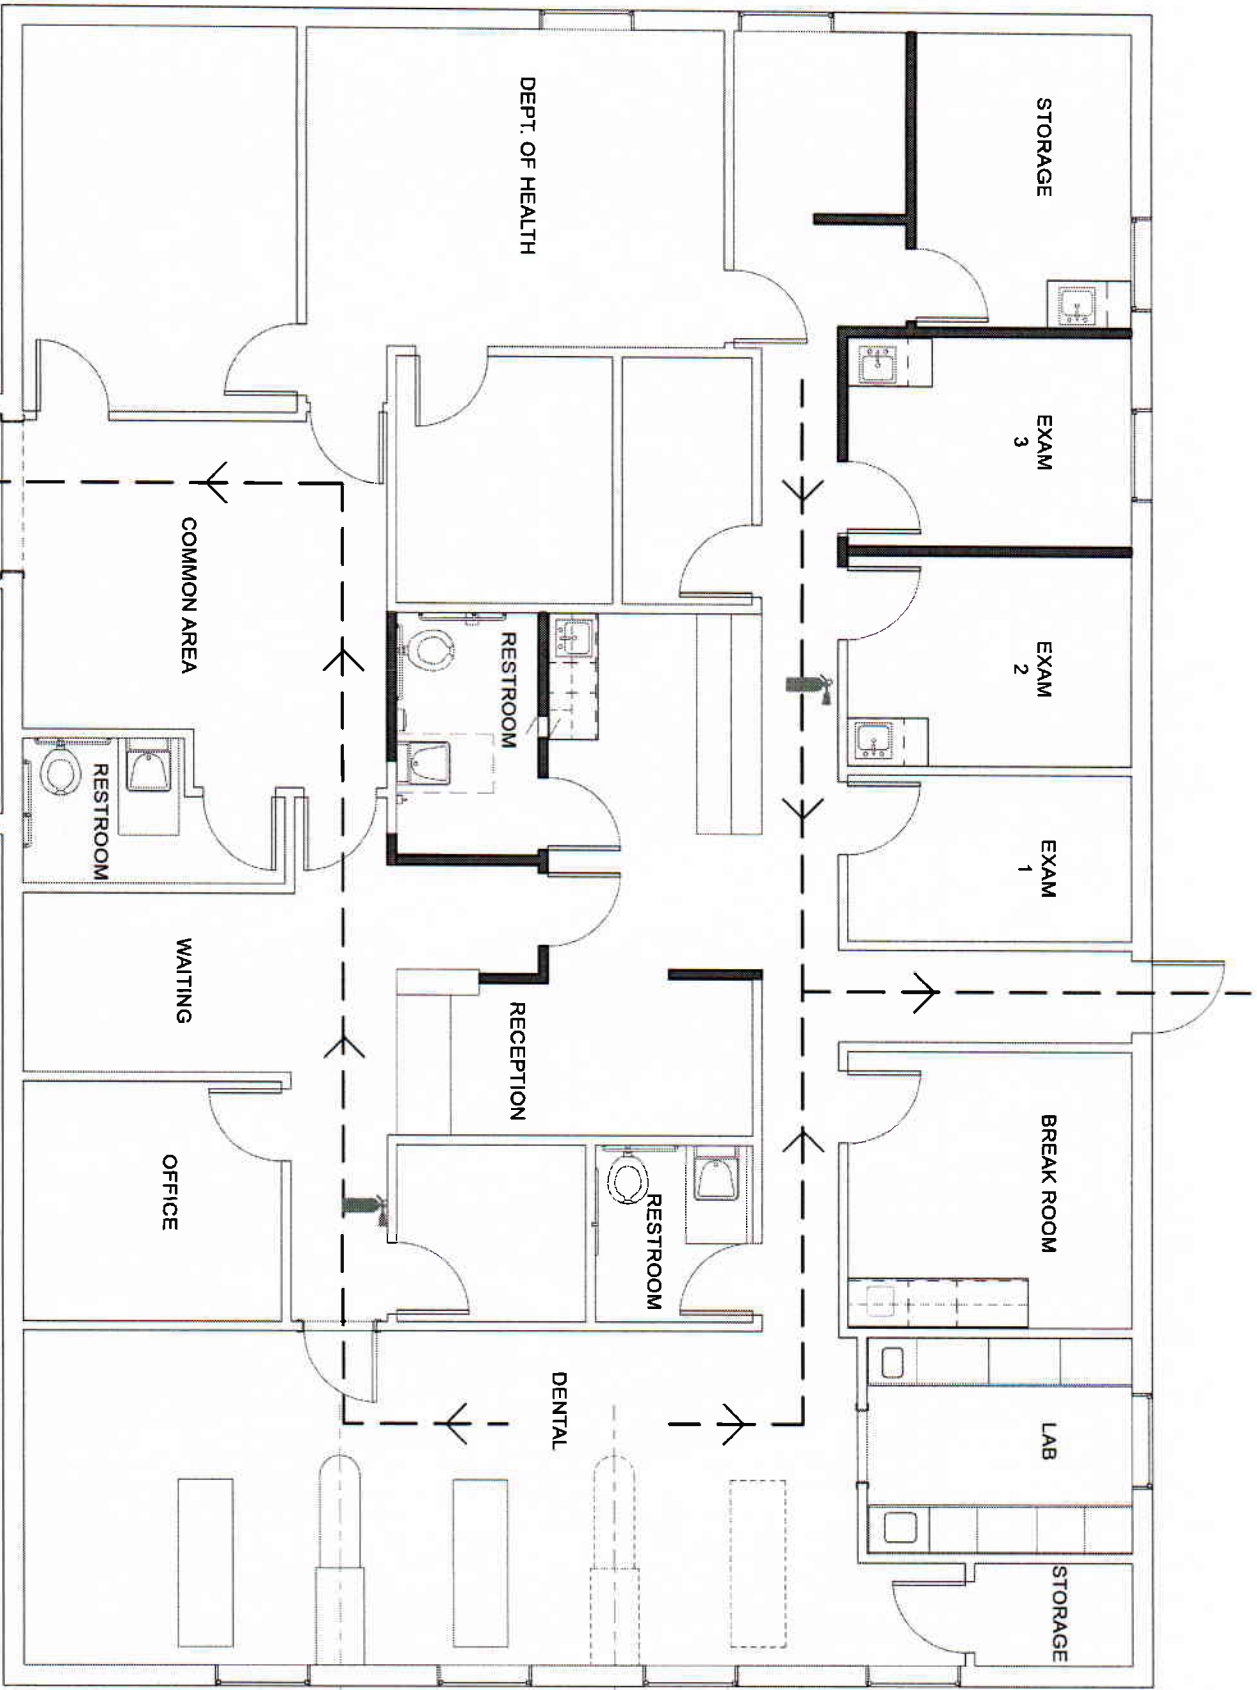 STORAGE
EXAM
3
EXAM
2
EXAM
1
BREAK ROOM
LAB
STORAGE
DEPT. OF HEALTH
RESTROOM
RECEPTION
RESTROOM
DENTAL
COMMON AREA
RESTROOM
WAITING
OFFICE